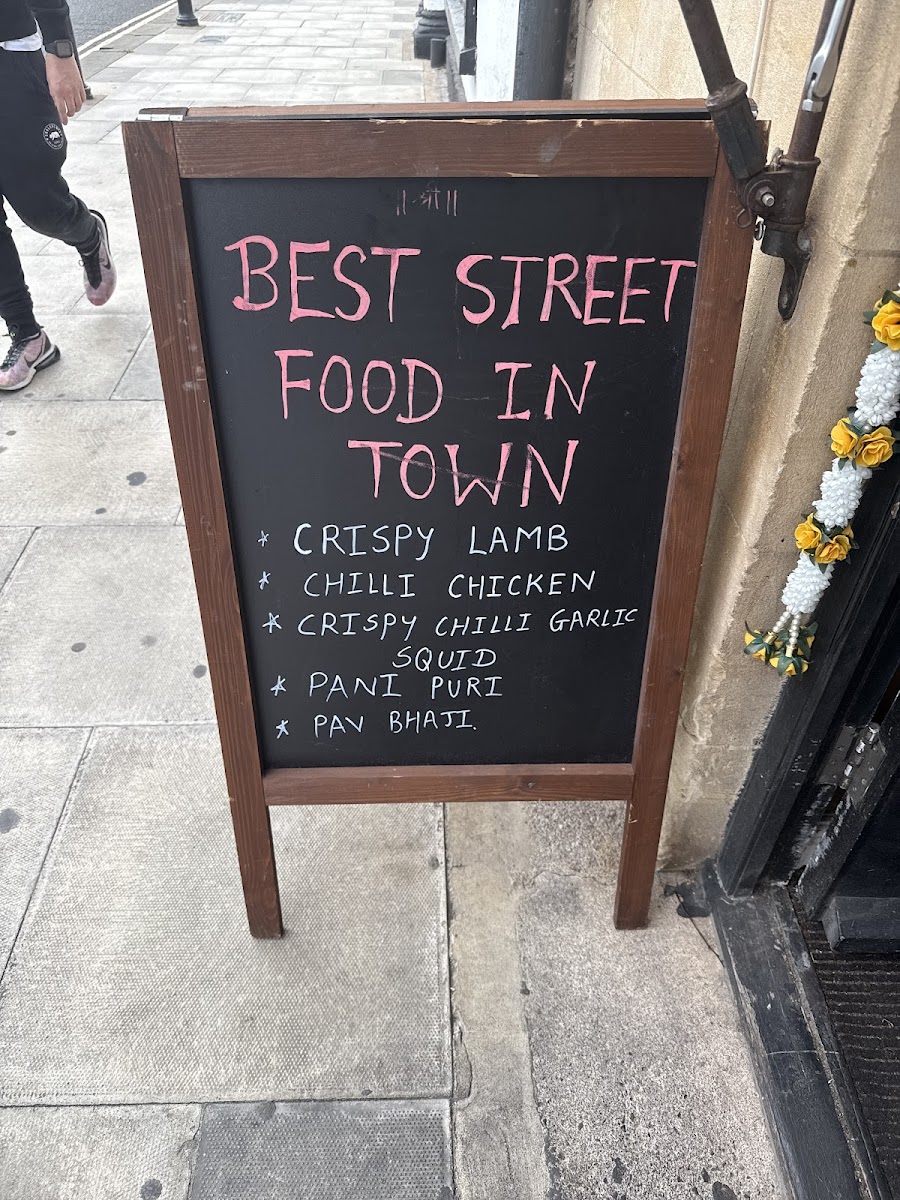 || श्री ||
BEST STREET
FOOD IN
TOWN
* CRISPY LAMB
* CHILLI CHICKEN
* CRISPY CHILLI GARLIC
SQUID
* PANI PURI
* PAV BHAJI.